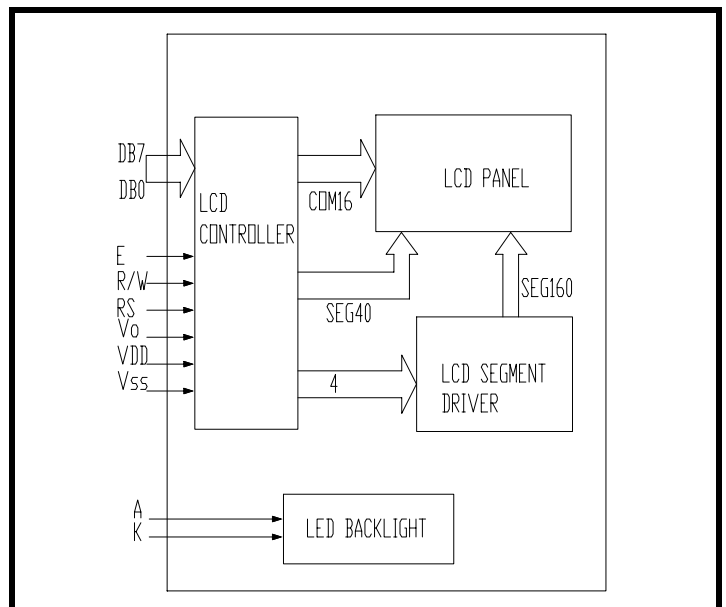 DB7
DB0
LCD
CONTROLLER
COM16
LCD PANEL
E
R/W
RS
Vo
VDD
Vss
SEG40
SEG160
4
LCD SEGMENT
DRIVER
A
K
LED BACKLIGHT